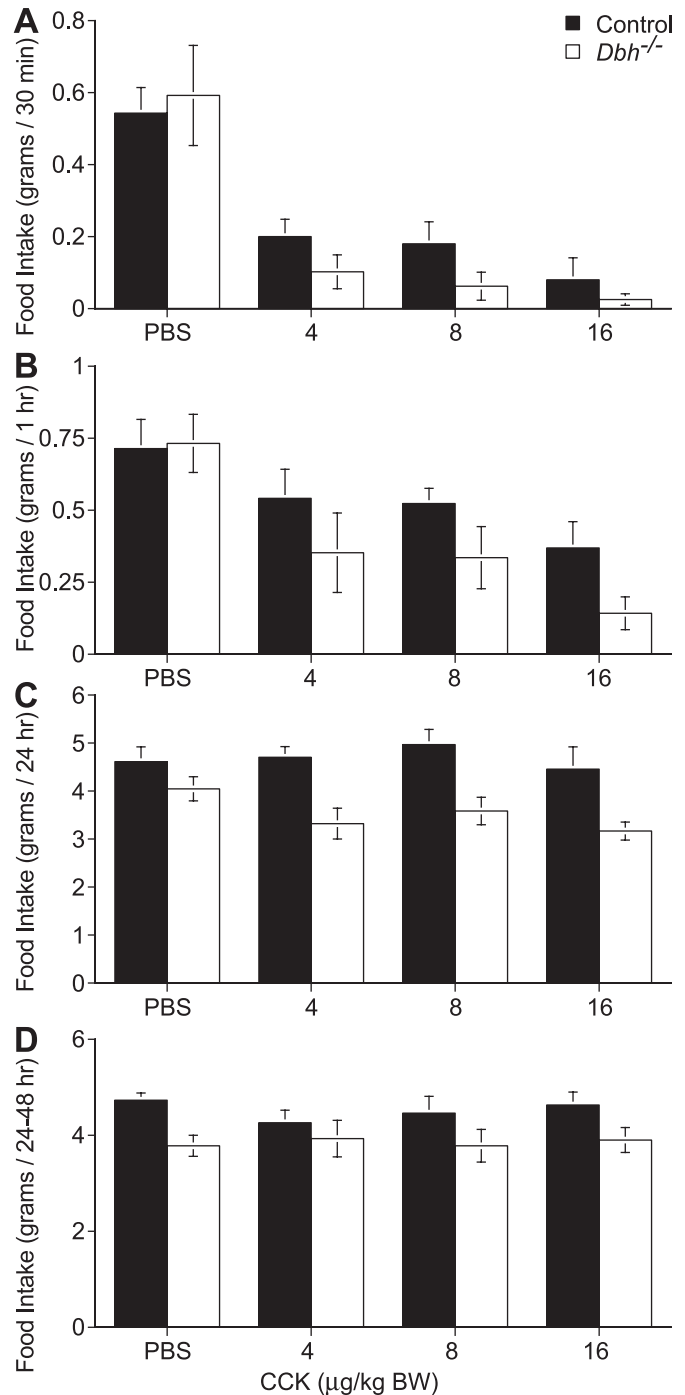 A
Control
Dbh-/-
Food Intake (grams / 30 min)
0.8
0.6
0.4
0.2
0
PBS 4 8 16
B
Food Intake (grams / 1 hr)
1
0.75
0.5
0.25
0
PBS 4 8 16
C
Food Intake (grams / 24 hr)
6
5
4
3
2
1
0
PBS 4 8 16
D
Food Intake (grams / 24-48 hr)
6
4
2
0
PBS 4 8 16
CCK (μg/kg BW)